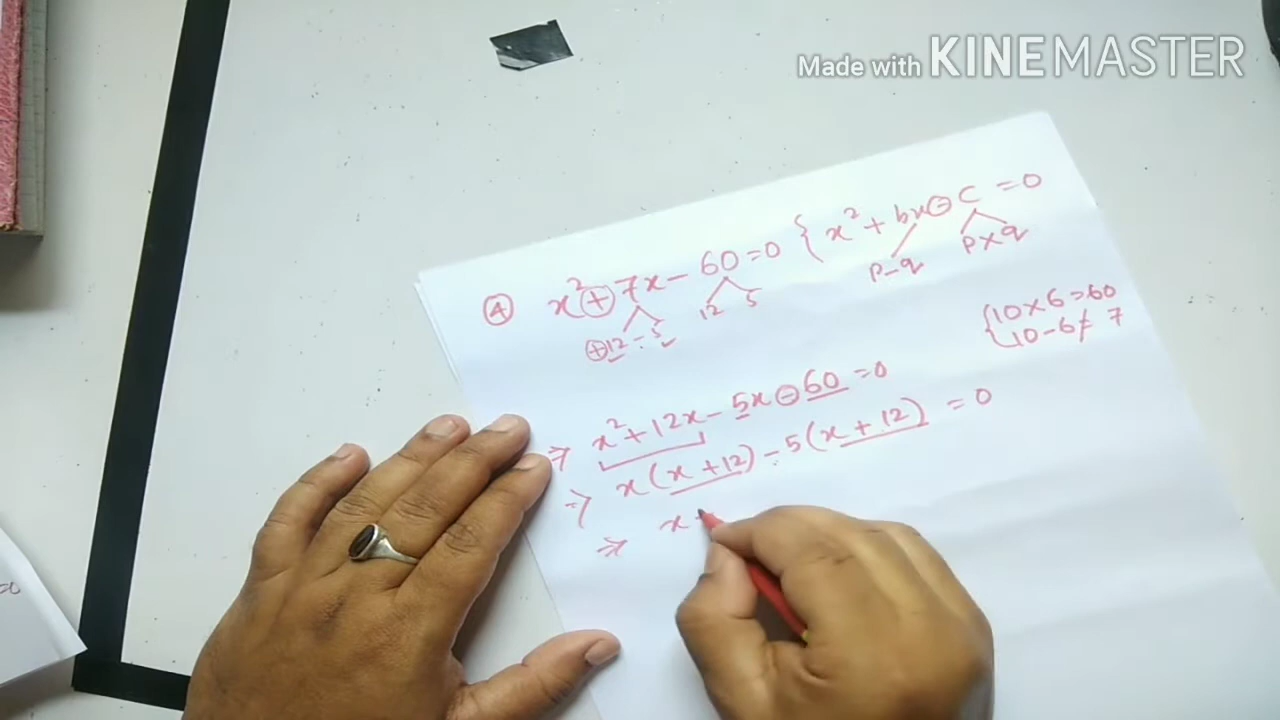 Made with KINEMASTER
④ x² + 7x - 60 = 0 { x² + bx - C = 0
p-q p×q
+12 - 5 12 5
{ 10 × 6 = 60
10 - 6 ≠ 7
⇒ x² + 12x - 5x - 60 = 0
⇒ x (x + 12) - 5 (x + 12) = 0
⇒ x
=0